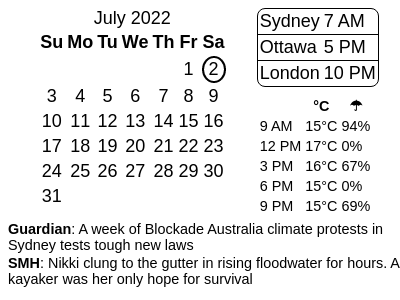 July 2022
Su Mo Tu We Th Fr Sa
1 2
3 4 5 6 7 8 9
10 11 12 13 14 15 16
17 18 19 20 21 22 23
24 25 26 27 28 29 30
31
Sydney 7 AM
Ottawa 5 PM
London 10 PM
°C ☂
9 AM 15°C 94%
12 PM 17°C 0%
3 PM 16°C 67%
6 PM 15°C 0%
9 PM 15°C 69%
Guardian: A week of Blockade Australia climate protests in
Sydney tests tough new laws
SMH: Nikki clung to the gutter in rising floodwater for hours. A
kayaker was her only hope for survival